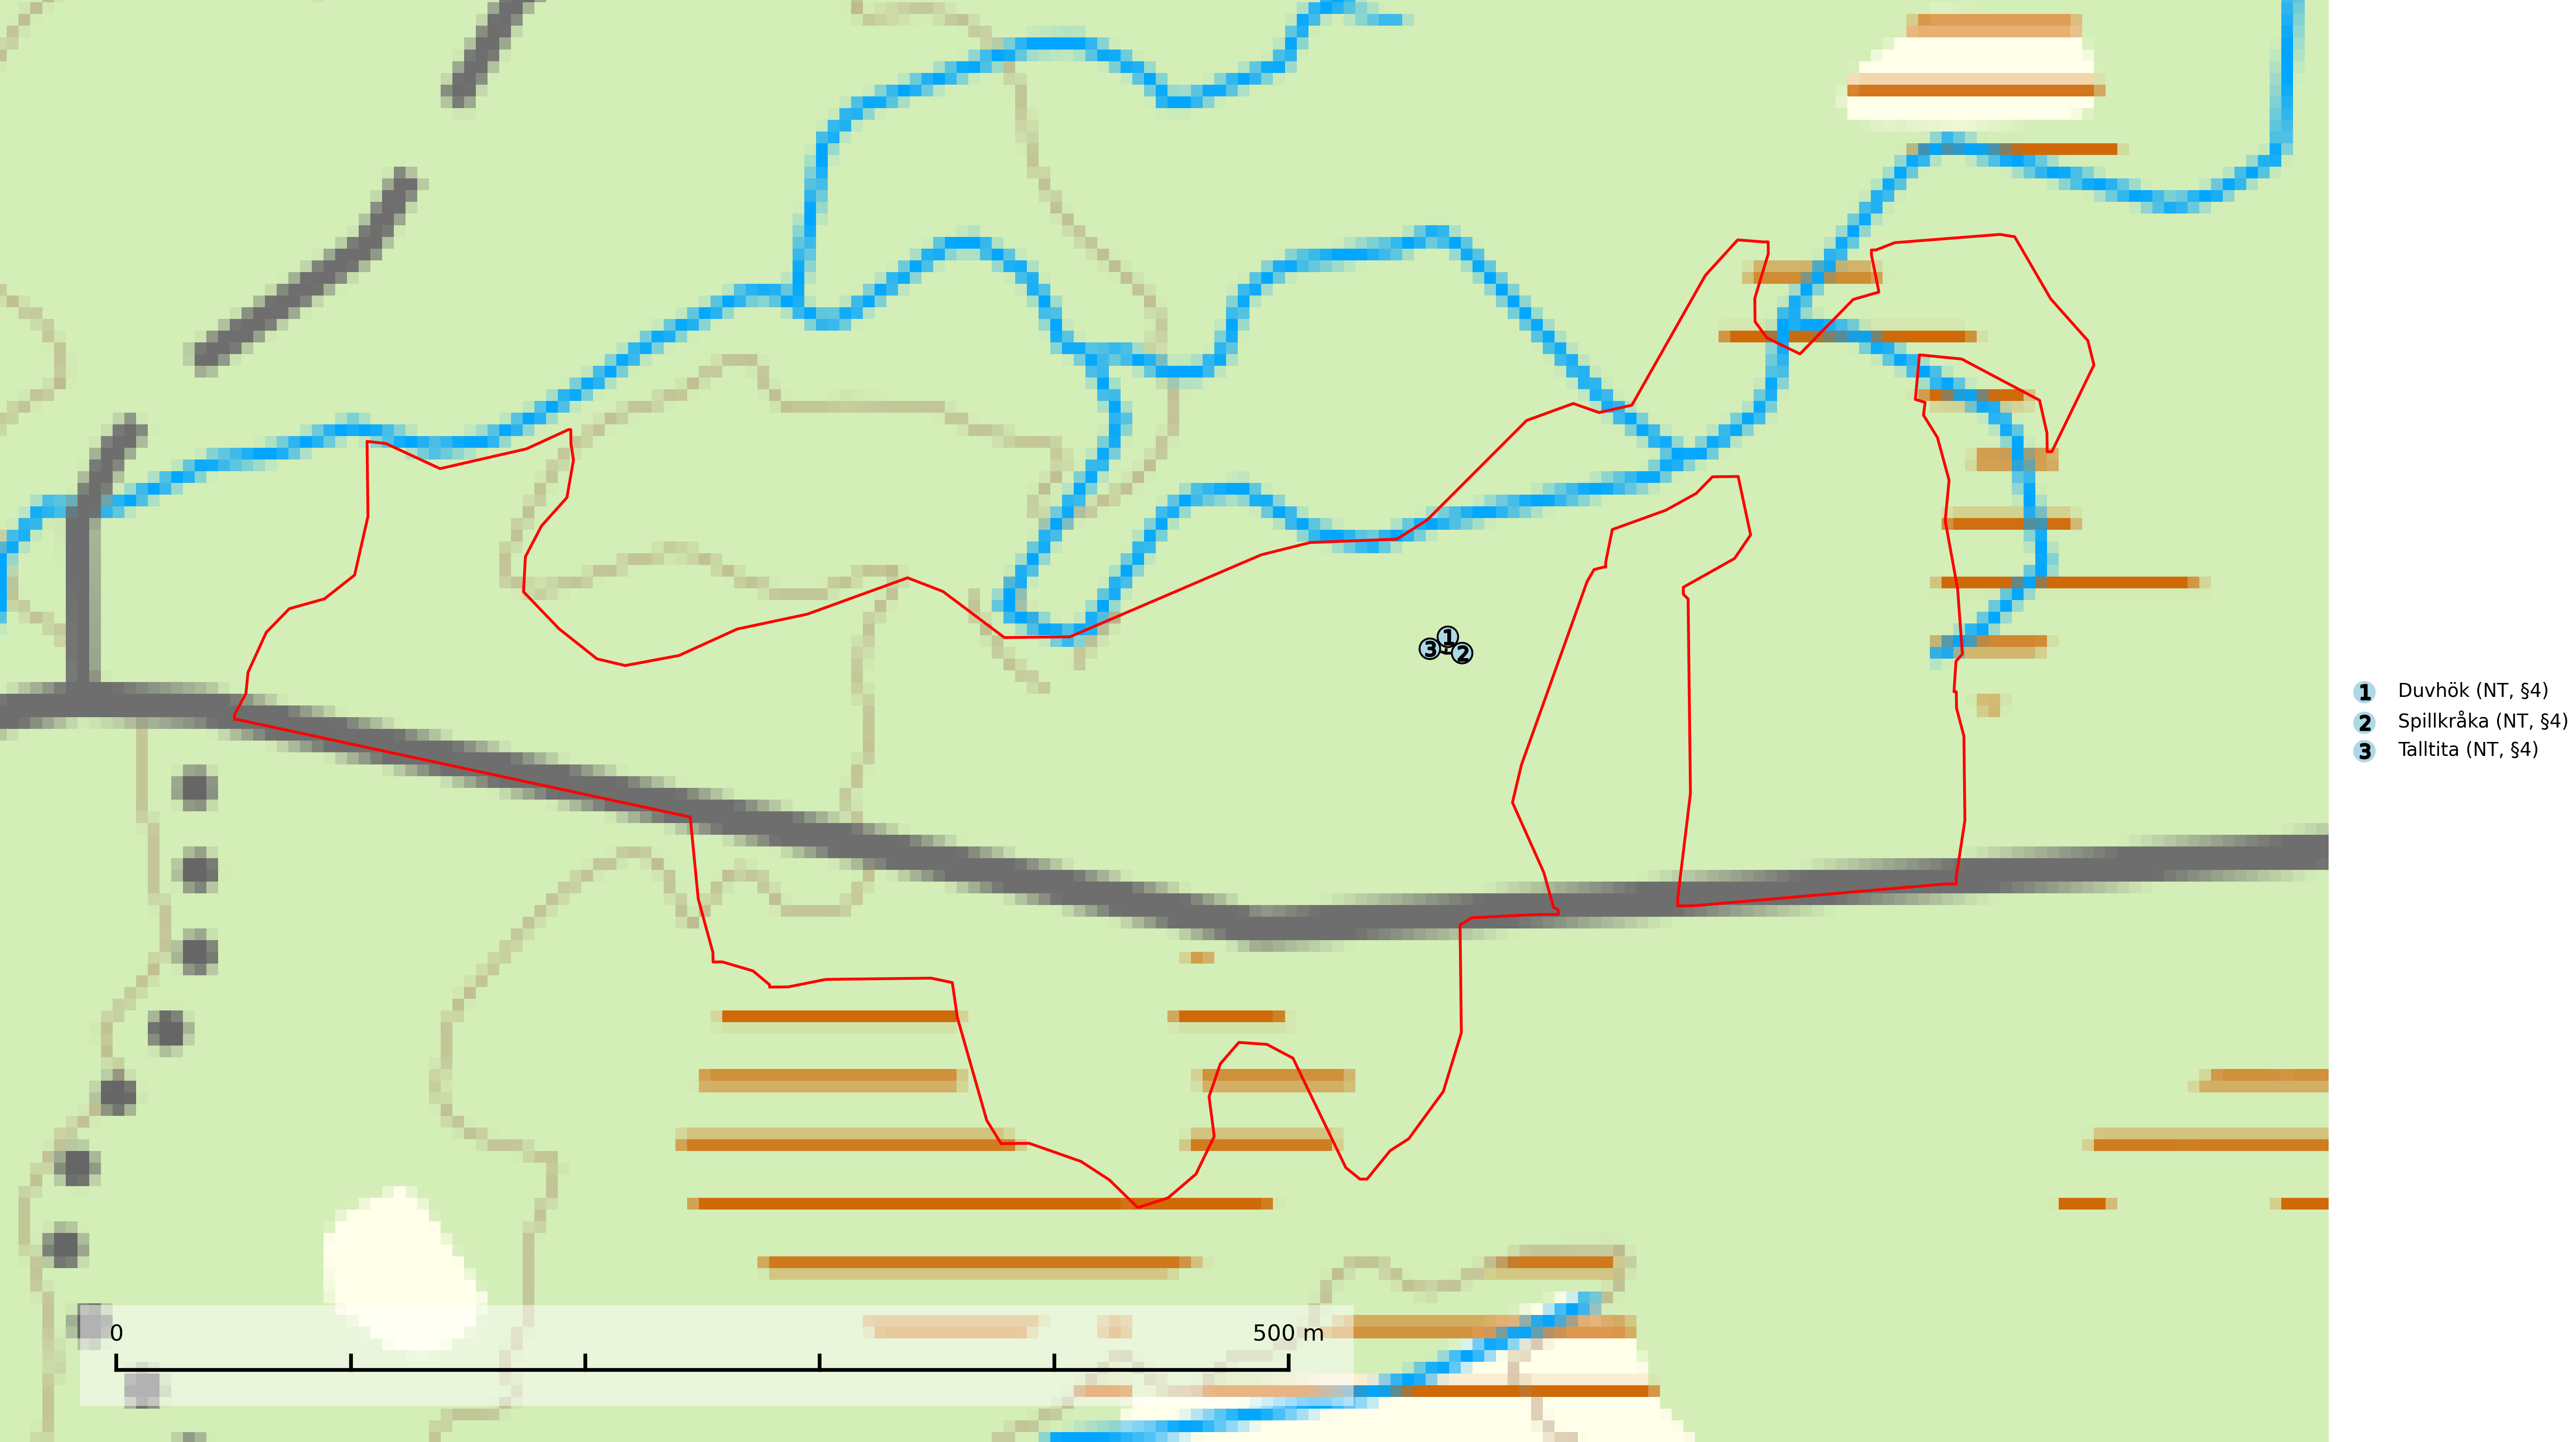 1
3
2
1 Duvhök (NT, §4)
2 Spillkråka (NT, §4)
3 Talltita (NT, §4)
0 500 m